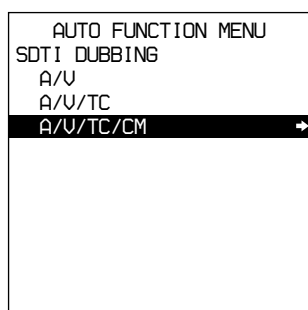 AUTO FUNCTION MENU
SDTI DUBBING
A/V
A/V/TC
A/V/TC/CM →